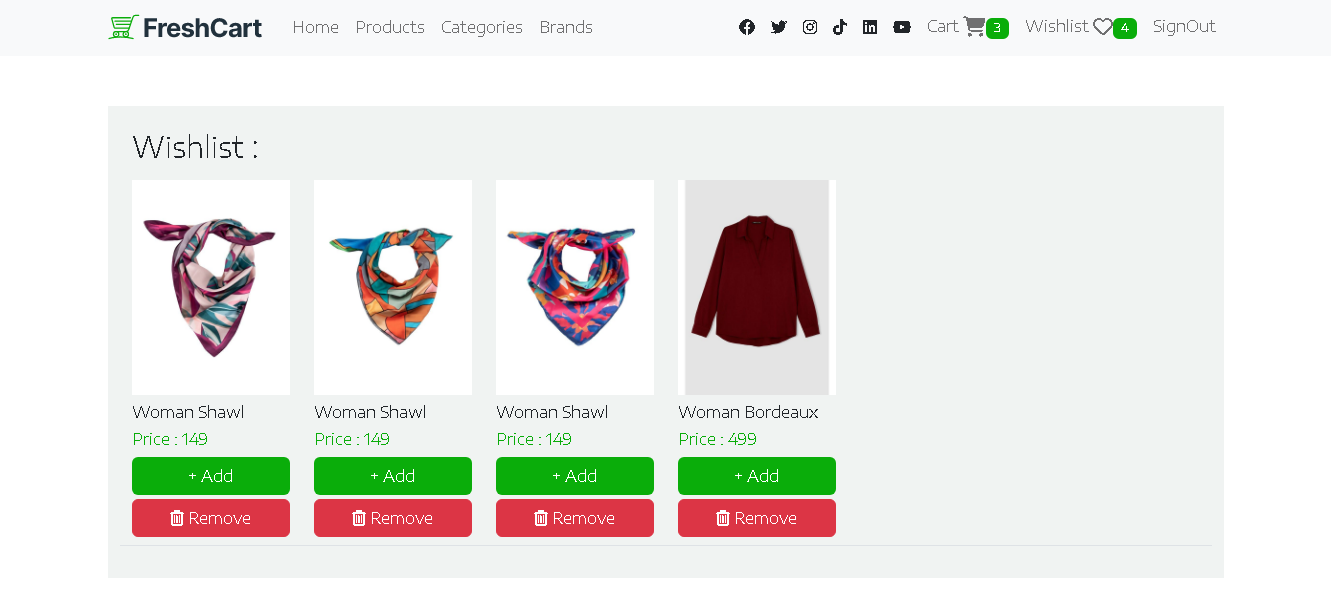 FreshCart Home Products Categories Brands Cart 3 Wishlist 4 SignOut
Wishlist :
Woman Shawl Woman Shawl Woman Shawl Woman Bordeaux
Price : 149 Price : 149 Price : 149 Price : 499
+ Add + Add + Add + Add
Remove Remove Remove Remove